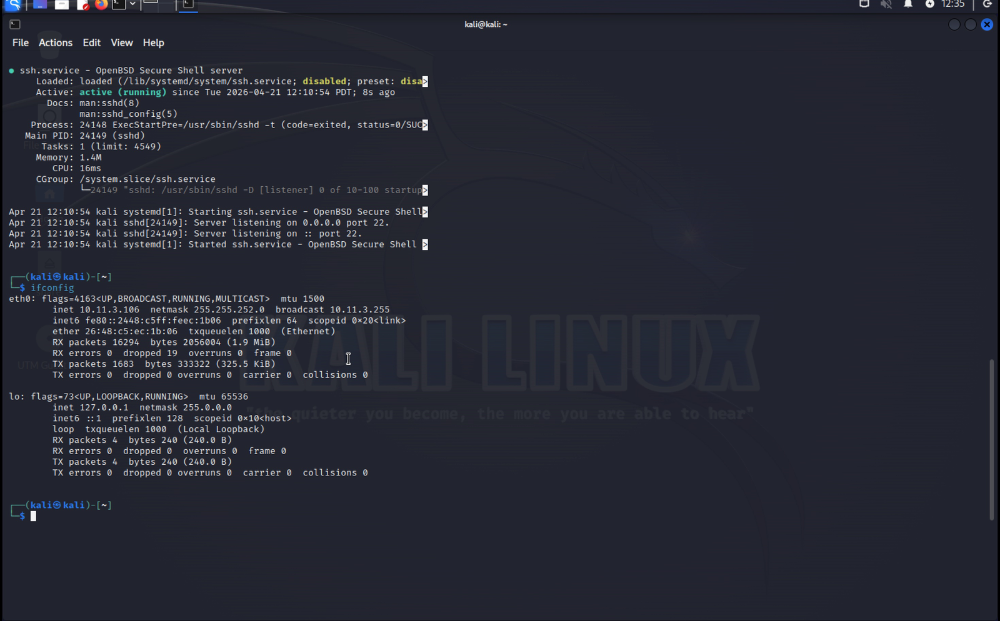 12:35
kali@kali: ~
File Actions Edit View Help
● ssh.service - OpenBSD Secure Shell server
Loaded: loaded (/lib/systemd/system/ssh.service; disabled; preset: disa>
Active: active (running) since Tue 2026-04-21 12:10:54 PDT; 8s ago
Docs: man:sshd(8)
man:sshd_config(5)
Process: 24148 ExecStartPre=/usr/sbin/sshd -t (code=exited, status=0/SUC>
Main PID: 24149 (sshd)
Tasks: 1 (limit: 4549)
Memory: 1.4M
CPU: 16ms
CGroup: /system.slice/ssh.service
└─24149 "sshd: /usr/sbin/sshd -D [listener] 0 of 10-100 startup>
Apr 21 12:10:54 kali systemd[1]: Starting ssh.service - OpenBSD Secure Shell>
Apr 21 12:10:54 kali sshd[24149]: Server listening on 0.0.0.0 port 22.
Apr 21 12:10:54 kali sshd[24149]: Server listening on :: port 22.
Apr 21 12:10:54 kali systemd[1]: Started ssh.service - OpenBSD Secure Shell >
┌──(kali㉿kali)-[~]
└─$ ifconfig
eth0: flags=4163<UP,BROADCAST,RUNNING,MULTICAST>  mtu 1500
inet 10.11.3.106  netmask 255.255.252.0  broadcast 10.11.3.255
inet6 fe80::2448:c5ff:feec:1b06  prefixlen 64  scopeid 0×20<link>
ether 26:48:c5:ec:1b:06  txqueuelen 1000  (Ethernet)
RX packets 16294  bytes 2056004 (1.9 MiB)
RX errors 0  dropped 19  overruns 0  frame 0
TX packets 1683  bytes 333322 (325.5 KiB)
TX errors 0  dropped 0 overruns 0  carrier 0  collisions 0
lo: flags=73<UP,LOOPBACK,RUNNING>  mtu 65536
inet 127.0.0.1  netmask 255.0.0.0
inet6 ::1  prefixlen 128  scopeid 0×10<host>
loop  txqueuelen 1000  (Local Loopback)
RX packets 4  bytes 240 (240.0 B)
RX errors 0  dropped 0  overruns 0  frame 0
TX packets 4  bytes 240 (240.0 B)
TX errors 0  dropped 0 overruns 0  carrier 0  collisions 0
┌──(kali㉿kali)-[~]
└─$
KALI LINUX
"the quieter you become, the more you are able to hear"